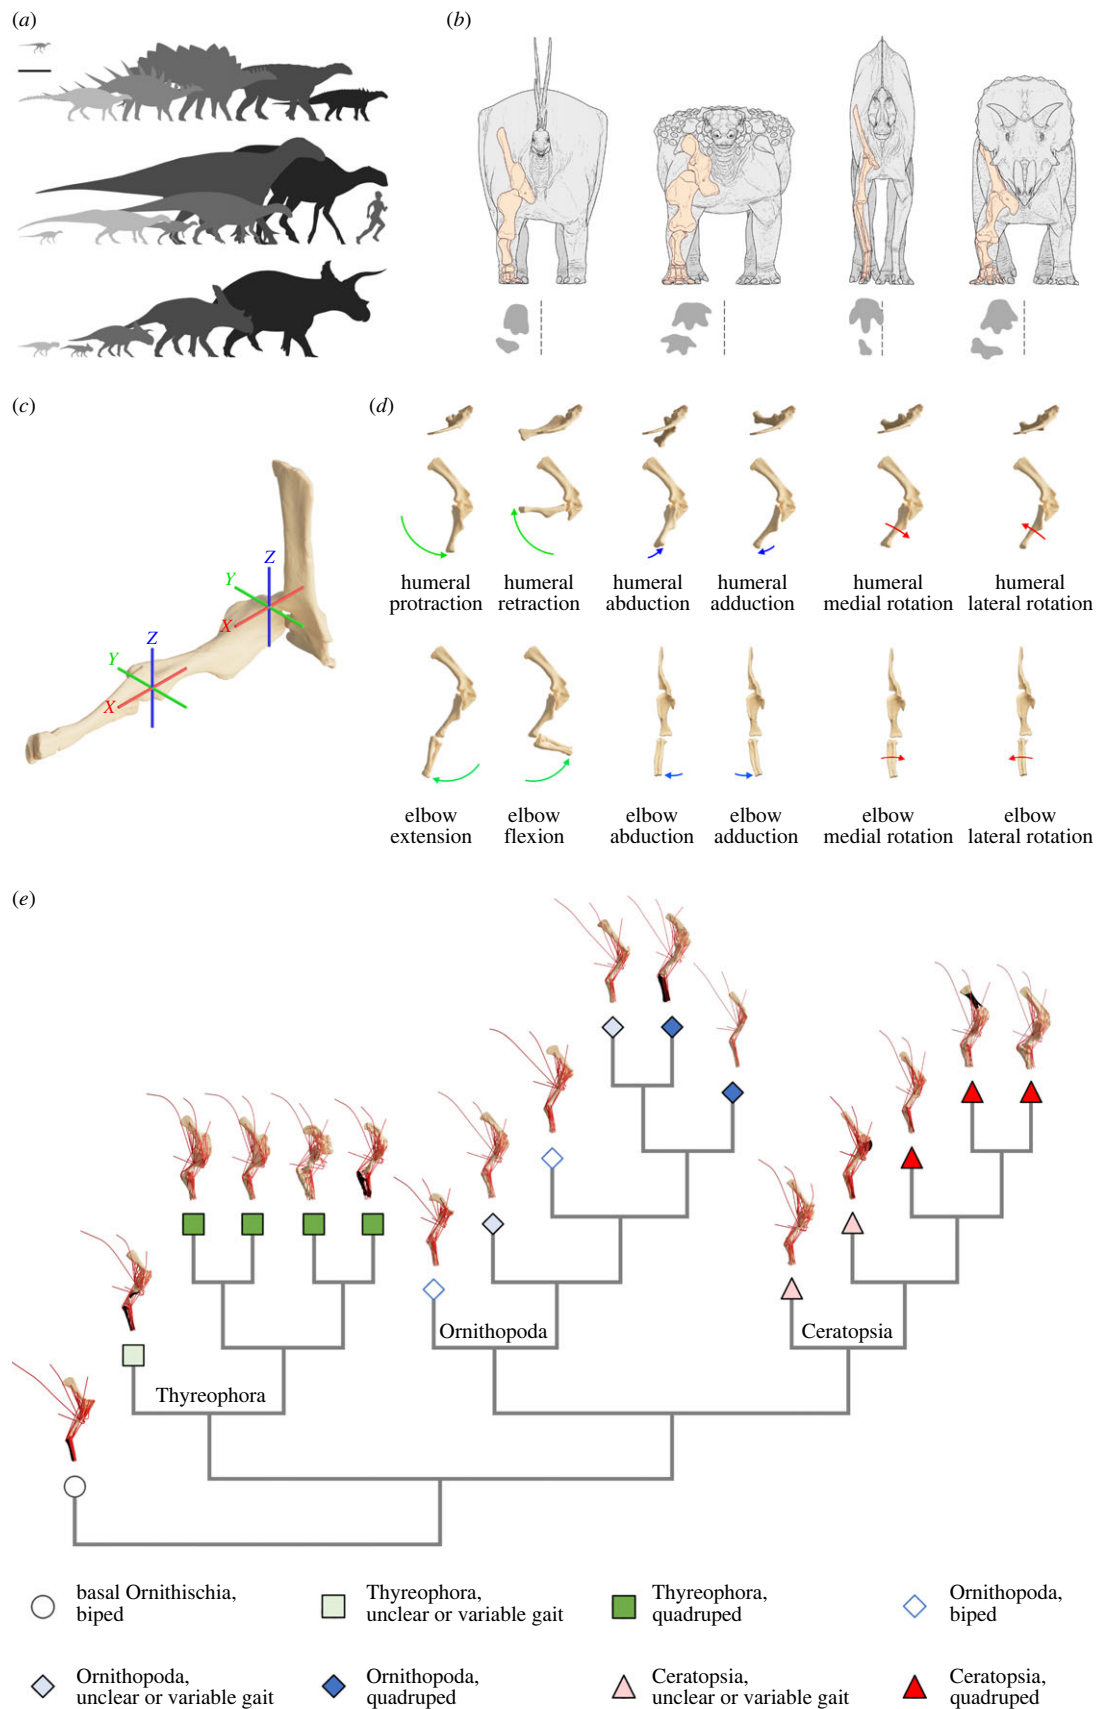 (a)
(b)
(c)
Z
Y
X
Z
Y
X
(d)
humeral
protraction
humeral
retraction
humeral
abduction
humeral
adduction
humeral
medial rotation
humeral
lateral rotation
elbow
extension
elbow
flexion
elbow
abduction
elbow
adduction
elbow
medial rotation
elbow
lateral rotation
(e)
Ornithopoda
Ceratopsia
Thyreophora
basal Ornithischia,
biped
Thyreophora,
unclear or variable gait
Thyreophora,
quadruped
Ornithopoda,
biped
Ornithopoda,
unclear or variable gait
Ornithopoda,
quadruped
Ceratopsia,
unclear or variable gait
Ceratopsia,
quadruped